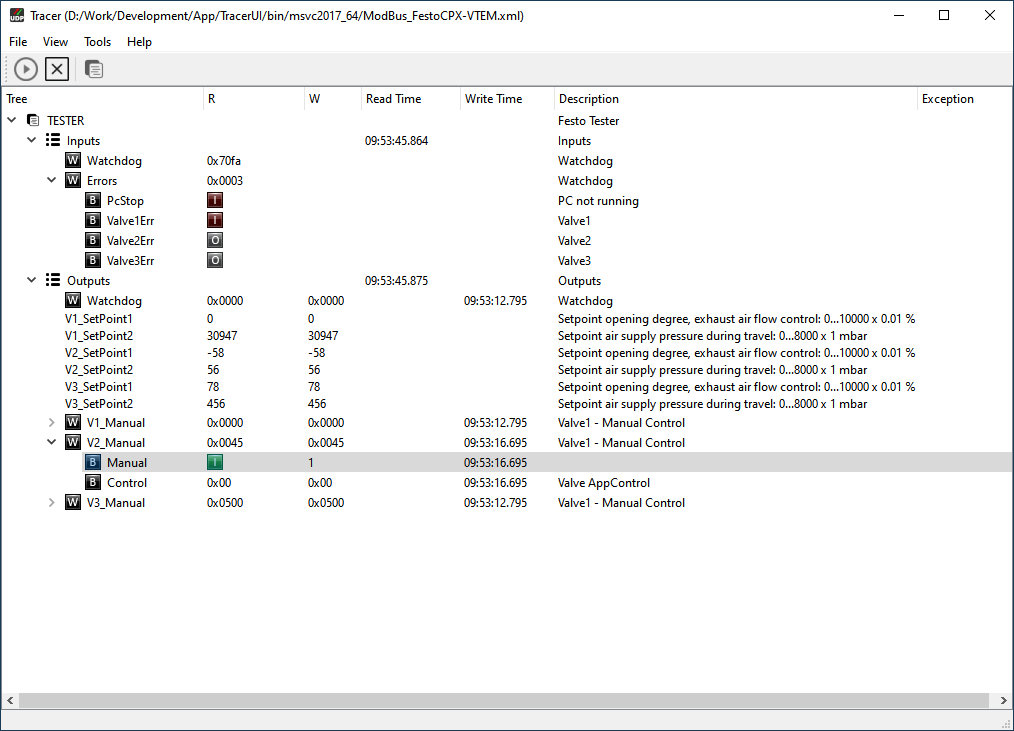 UDP Tracer (D:/Work/Development/App/TracerUI/bin/msvc2017_64/ModBus_FestoCPX-VTEM.xml)
File View Tools Help
Tree R W Read Time Write Time Description Exception
TESTER Festo Tester
Inputs 09:53:45.864 Inputs
W Watchdog 0x70fa Watchdog
W Errors 0x0003 Watchdog
B PcStop I PC not running
B Valve1Err I Valve1
B Valve2Err O Valve2
B Valve3Err O Valve3
Outputs 09:53:45.875 Outputs
W Watchdog 0x0000 0x0000 09:53:12.795 Watchdog
V1_SetPoint1 0 0 Setpoint opening degree, exhaust air flow control: 0...10000 x 0.01 %
V1_SetPoint2 30947 30947 Setpoint air supply pressure during travel: 0...8000 x 1 mbar
V2_SetPoint1 -58 -58 Setpoint opening degree, exhaust air flow control: 0...10000 x 0.01 %
V2_SetPoint2 56 56 Setpoint air supply pressure during travel: 0...8000 x 1 mbar
V3_SetPoint1 78 78 Setpoint opening degree, exhaust air flow control: 0...10000 x 0.01 %
V3_SetPoint2 456 456 Setpoint air supply pressure during travel: 0...8000 x 1 mbar
W V1_Manual 0x0000 0x0000 09:53:12.795 Valve1 - Manual Control
W V2_Manual 0x0045 0x0045 09:53:16.695 Valve1 - Manual Control
B Manual I 1 09:53:16.695
B Control 0x00 0x00 09:53:16.695 Valve AppControl
W V3_Manual 0x0500 0x0500 09:53:12.795 Valve1 - Manual Control